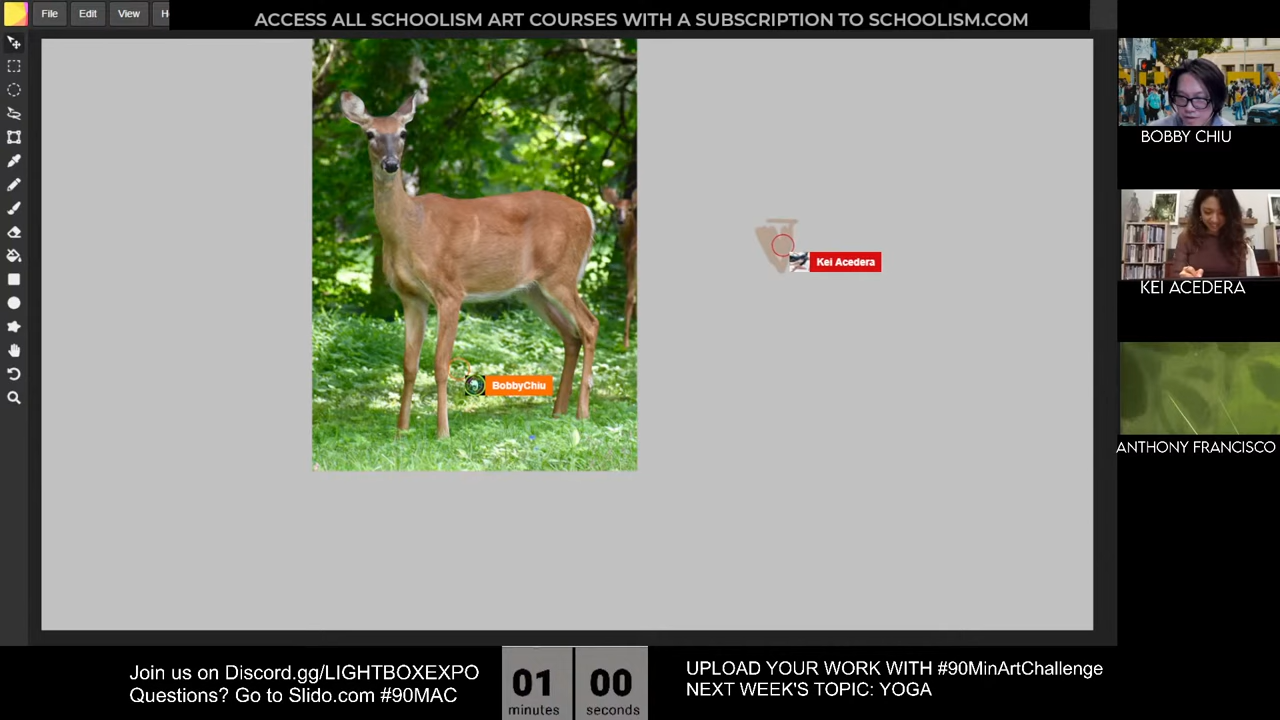 File Edit View H
ACCESS ALL SCHOOLISM ART COURSES WITH A SUBSCRIPTION TO SCHOOLISM.COM
BOBBY CHIU
Kei Acedera
KEI ACEDERA
BobbyChiu
ANTHONY FRANCISCO
Join us on Discord.gg/LIGHTBOXEXPO
Questions? Go to Slido.com #90MAC
01 00
minutes seconds
UPLOAD YOUR WORK WITH #90MinArtChallenge
NEXT WEEK'S TOPIC: YOGA